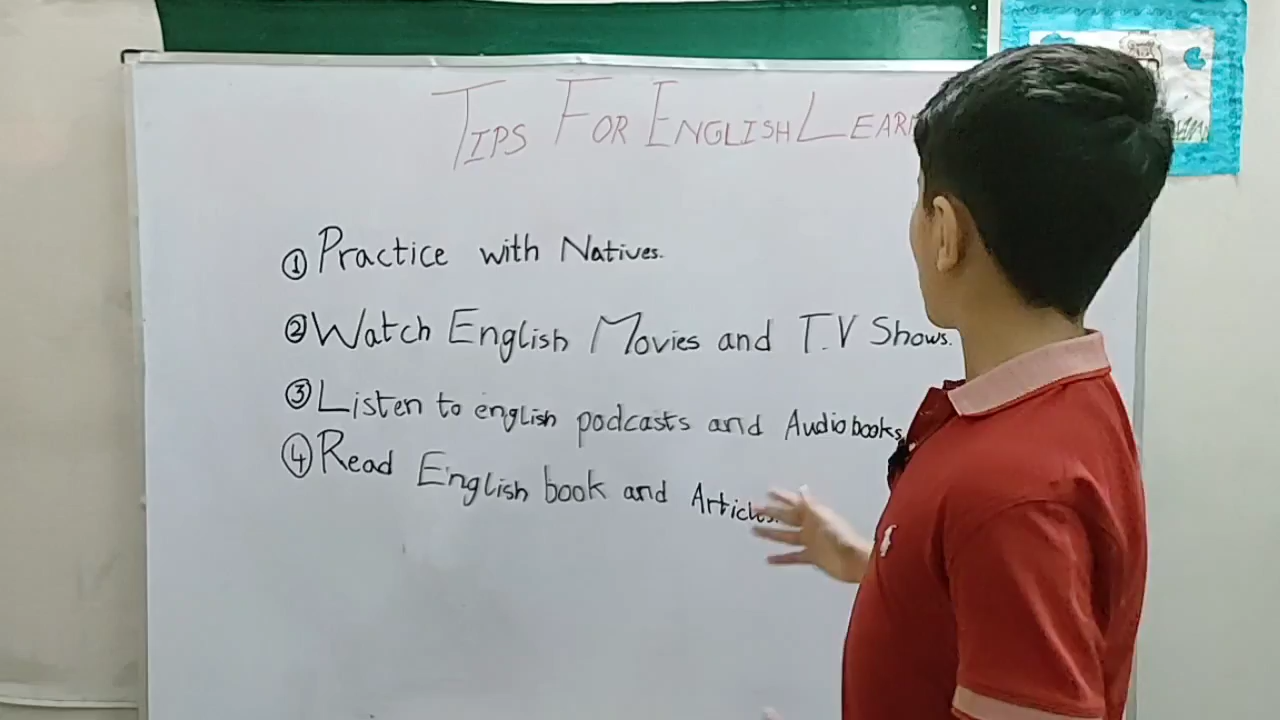 TIPS FOR ENGLISH LEAR
① Practice with Natives.
② Watch English Movies and T.V Shows.
③ Listen to english podcasts and Audiobooks
④ Read English book and Articles.